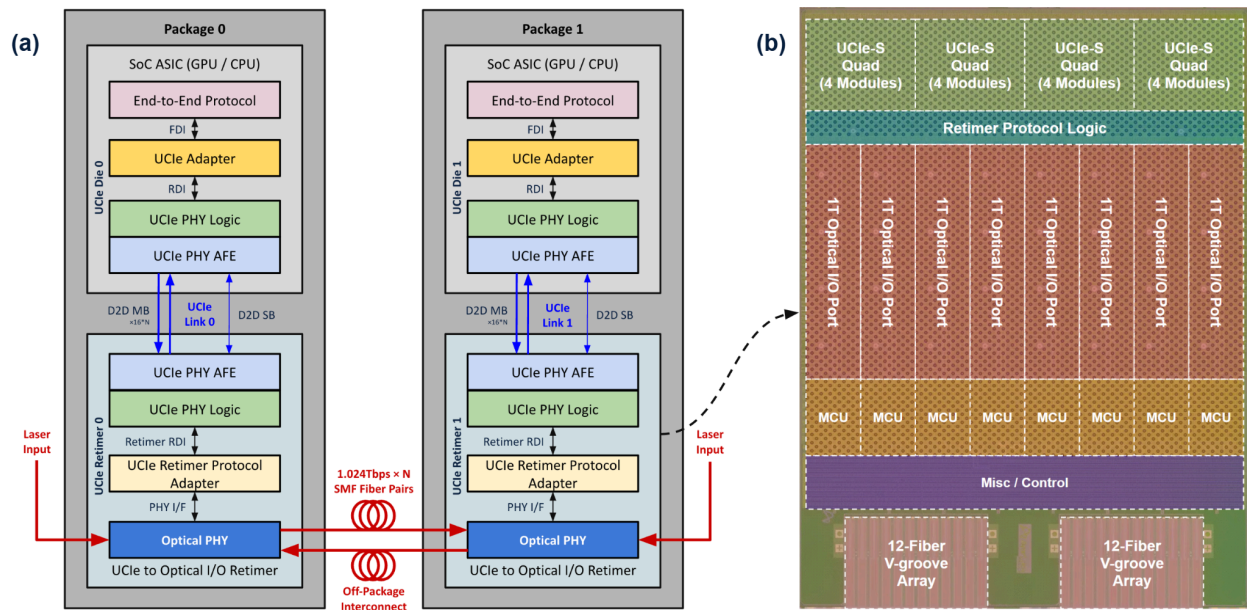 (a)
Package 0
SoC ASIC (GPU / CPU)
End-to-End Protocol
FDI
UCIe Adapter
RDI
UCIe PHY Logic
UCIe PHY AFE
UCIe Die 0
D2D MB
×16*N
UCIe
Link 0
D2D SB
UCIe PHY AFE
UCIe PHY Logic
Retimer RDI
UCIe Retimer Protocol
Adapter
PHY I/F
Optical PHY
UCIe to Optical I/O Retimer
UCIe Retimer 0
Laser
Input
1.024Tbps × N
SMF Fiber Pairs
Off-Package
Interconnect
Package 1
SoC ASIC (GPU / CPU)
End-to-End Protocol
FDI
UCIe Adapter
RDI
UCIe PHY Logic
UCIe PHY AFE
UCIe Die 1
D2D MB
×16*N
UCIe
Link 1
D2D SB
UCIe PHY AFE
UCIe PHY Logic
Retimer RDI
UCIe Retimer Protocol
Adapter
PHY I/F
Optical PHY
UCIe to Optical I/O Retimer
UCIe Retimer 1
Laser
Input
(b)
UCIe-S
Quad
(4 Modules)
UCIe-S
Quad
(4 Modules)
UCIe-S
Quad
(4 Modules)
UCIe-S
Quad
(4 Modules)
Retimer Protocol Logic
1T Optical I/O Port
1T Optical I/O Port
1T Optical I/O Port
1T Optical I/O Port
1T Optical I/O Port
1T Optical I/O Port
1T Optical I/O Port
1T Optical I/O Port
MCU
MCU
MCU
MCU
MCU
MCU
MCU
MCU
Misc / Control
12-Fiber
V-groove
Array
12-Fiber
V-groove
Array